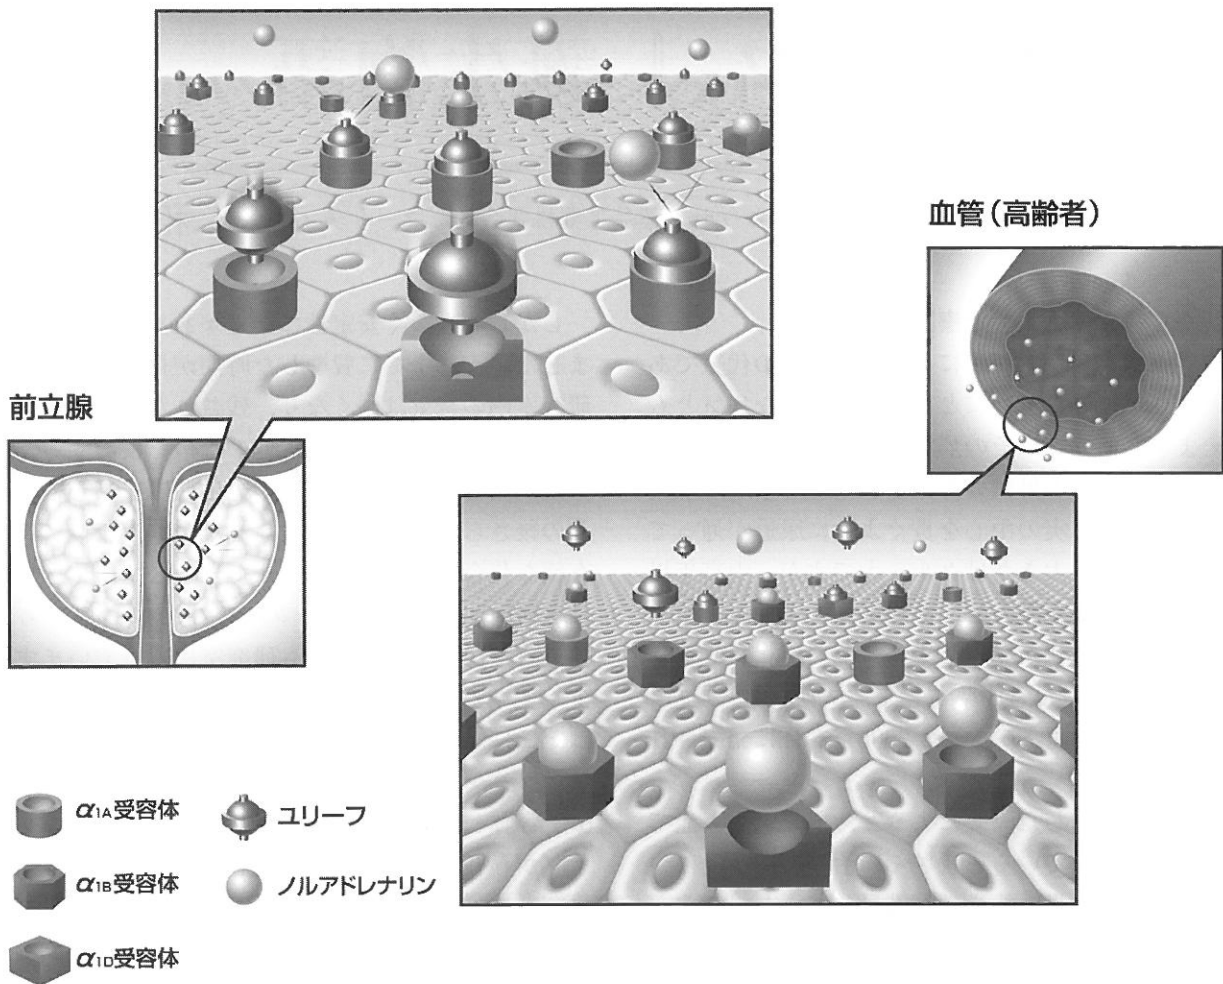 血管（高齢者）
前立腺
α1A受容体
ユリーフ
α1B受容体
ノルアドレナリン
α1D受容体